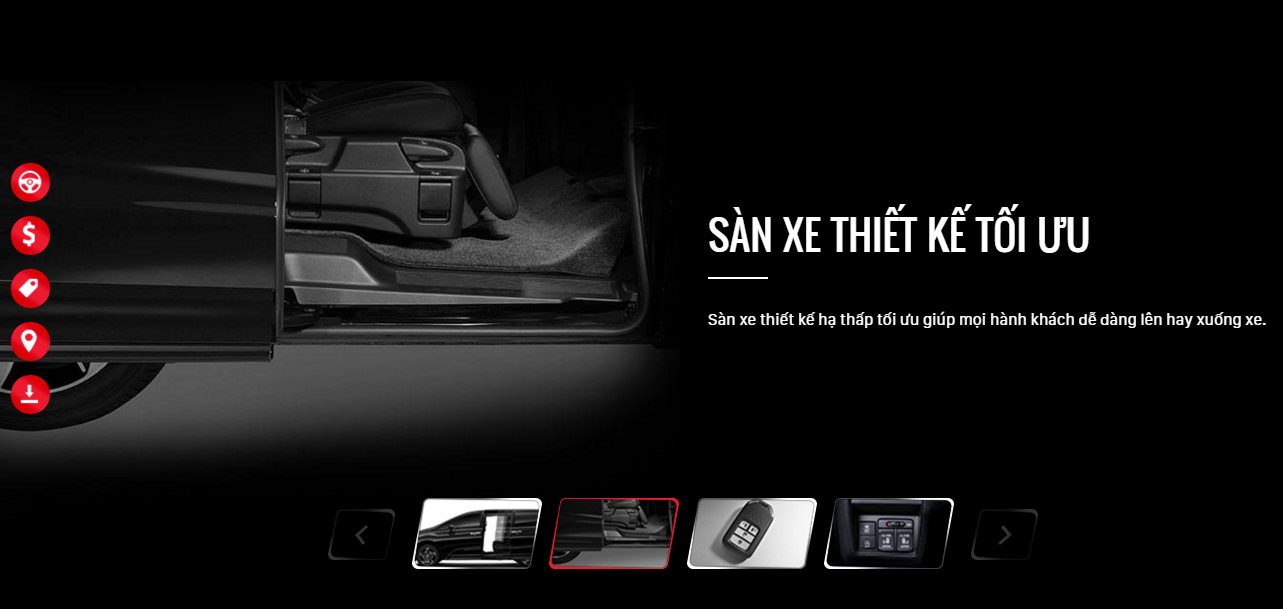 SÀN XE THIẾT KẾ TỐI ƯU
Sàn xe thiết kế hạ thấp tối ưu giúp mọi hành khách dễ dàng lên hay xuống xe.